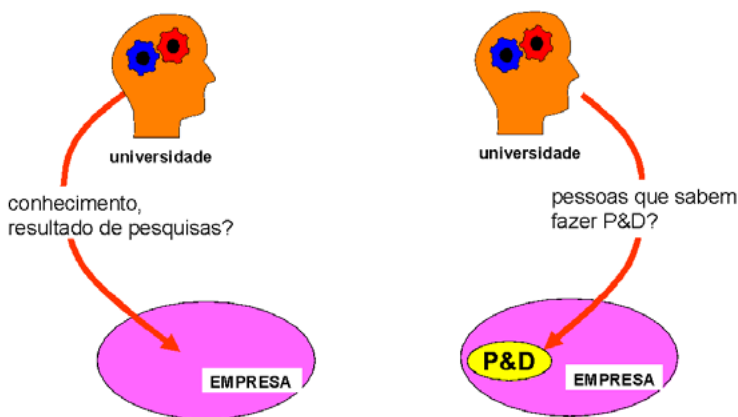 universidade
conhecimento,
resultado de pesquisas?
EMPRESA
universidade
pessoas que sabem
fazer P&D?
P&D
EMPRESA